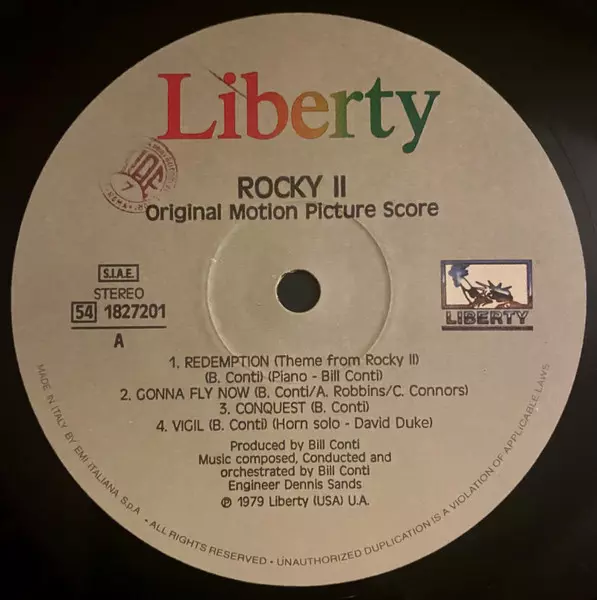 Liberty
ROCKY II
Original Motion Picture Score
S.I.A.E.
STEREO
54 1827201
A
LIBERTY
1. REDEMPTION (Theme from Rocky II)
(B. Conti) (Piano - Bill Conti)
2. GONNA FLY NOW (B. Conti/A. Robbins/C. Connors)
3. CONQUEST (B. Conti)
4. VIGIL (B. Conti) (Horn solo - David Duke)
Produced by Bill Conti
Music composed, Conducted and
orchestrated by Bill Conti
Engineer Dennis Sands
℗ 1979 Liberty (USA) U.A.
MADE IN ITALY BY EMI ITALIANA S.p.A. - ALL RIGHTS RESERVED • UNAUTHORIZED DUPLICATION IS A VIOLATION OF APPLICABLE LAWS